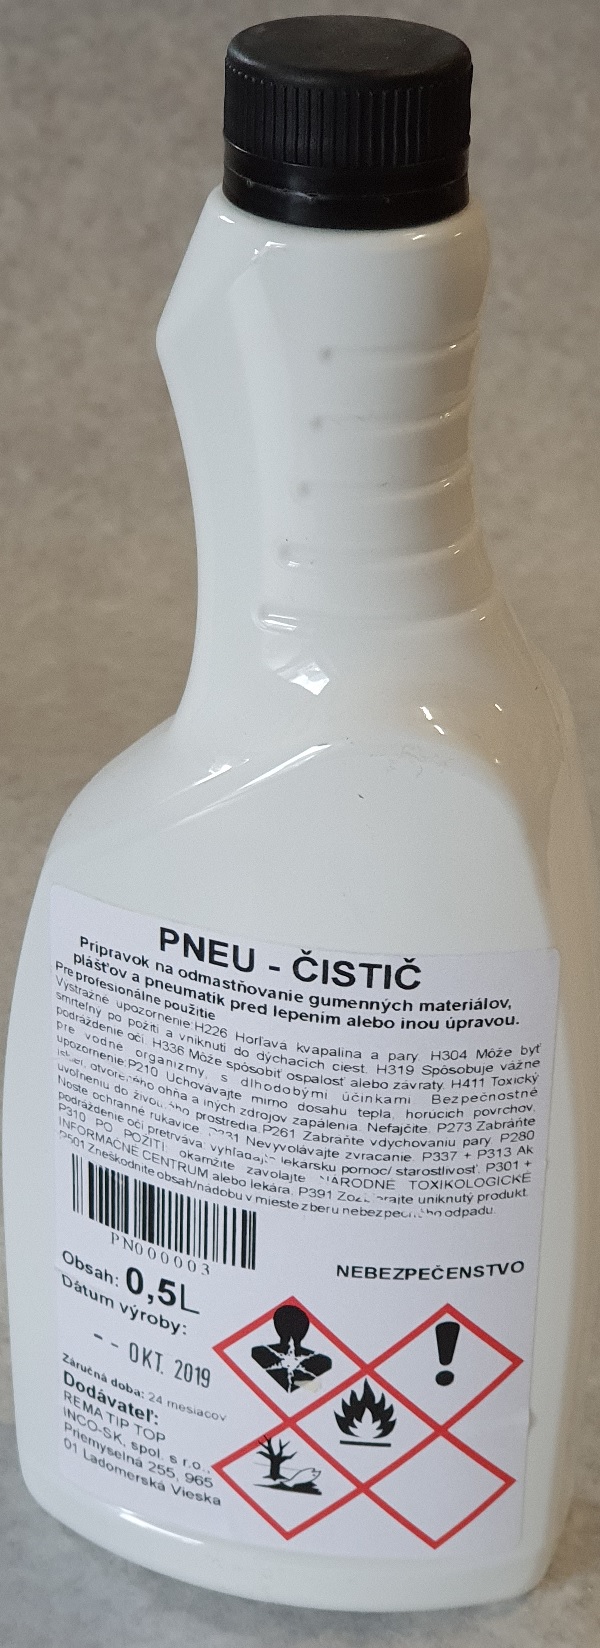 PNEU - ČISTIČ
Prípravok na odmastňovanie gumenných materiálov,
plášťov a pneumatík pred lepením alebo inou úpravou.
Pre profesionálne použitie
Výstražné upozornenie:H226 Horľavá kvapalina a pary. H304 Môže byť
smrteľný po požití a vniknutí do dýchacích ciest. H319 Spôsobuje vážne
podráždenie očí. H336 Môže spôsobiť ospalosť alebo závraty. H411 Toxický
pre vodné organizmy, s dlhodobými účinkami. Bezpečnostné
upozornenie:P210 Uchovávajte mimo dosahu tepla, horúcich povrchov,
otvoreného ohňa a iných zdrojov zapálenia. Nefajčite. P273 Zabráňte
uvoľneniu do prostredia.P261 Zabráňte vdychovaniu pary. P280
Noste ochranné rukavice. Nevyvolávajte zvracanie. P337 + P313 Ak
podráždenie očí pretrváva: vyhľadajte lekársku pomoc/ starostlivosť. P301 +
P310 PO POŽITÍ: okamžite zavolajte NÁRODNÉ TOXIKOLOGICKÉ
INFORMAČNÉ CENTRUM alebo lekára. P391 uniknutý produkt.
P501 Zneškodnite obsah/nádobu v mieste zberu odpadu.
PN000003
NEBEZPEČENSTVO
Obsah: 0,5L
Dátum výroby:
-- OKT. 2019
Záručná doba: 24 mesiacov
Dodávateľ:
REMA TIP TOP
INCO-SK, spol. s r.o.,
Priemyselná 255, 965
01 Ladomerská Vieska